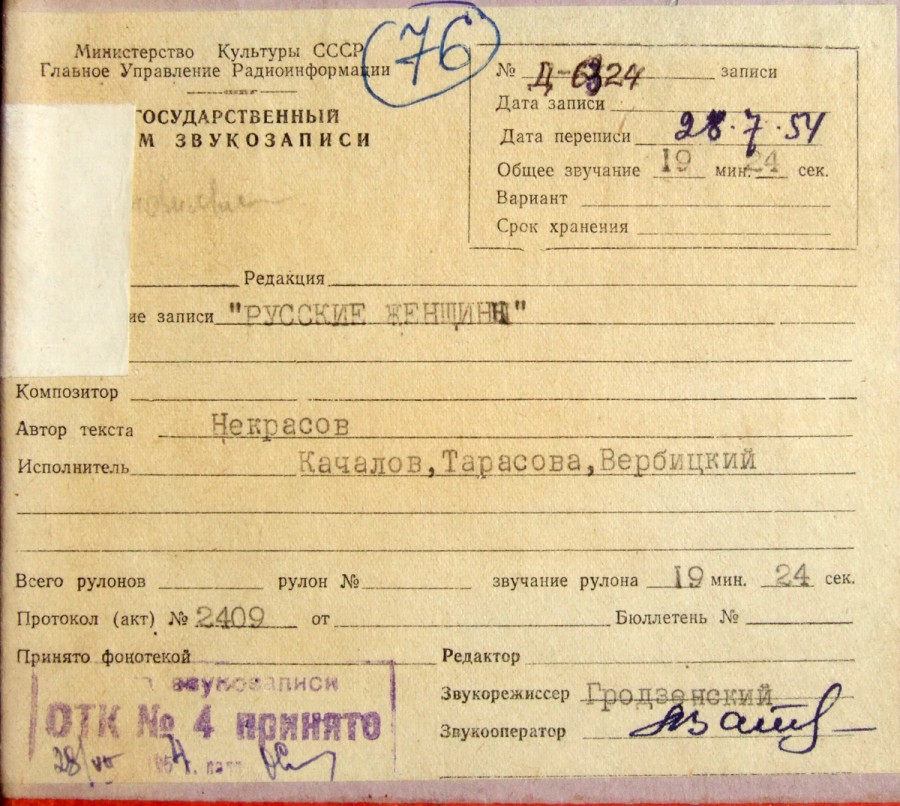 76
Министерство Культуры СССР
Главное Управление Радиоинформации
ГОСУДАРСТВЕННЫЙ
М ЗВУКОЗАПИСИ
№ Д-6324 записи
Дата записи
Дата переписи 28.7.54
Общее звучание 19 мин. 24 сек.
Вариант
Срок хранения
Редакция
ие записи "РУССКИЕ ЖЕНЩИНЫ"
Композитор
Автор текста Некрасов
Исполнитель Качалов,Тарасова,Вербицкий
Всего рулонов рулон № звучание рулона 19 мин. 24 сек.
Протокол (акт) № 2409 от Бюллетень №
Принято фонотекой Редактор
звукозаписи
ОТК № 4 принято
Звукорежиссер Гродзенский
Звукооператор